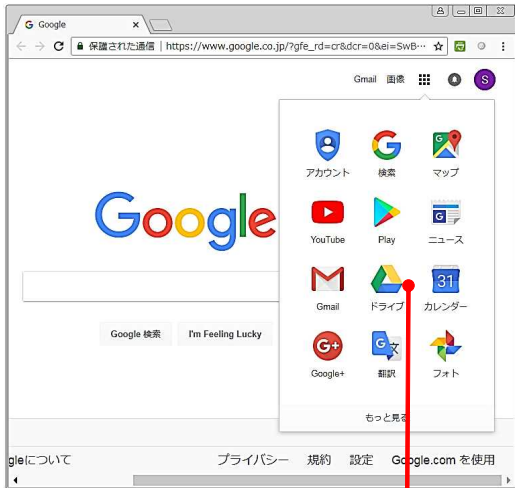 Google
保護された通信 | https://www.google.co.jp/?gfe_rd=cr&dcr=0&ei=SwB…
Gmail 画像 S
アカウント 検索 マップ
YouTube Play ニュース
31
Gmail ドライブ カレンダー
Google
Google 検索 I'm Feeling Lucky
Google+ 翻訳 フォト
もっと見る
gleについて プライバシー 規約 設定 Google.com を使用